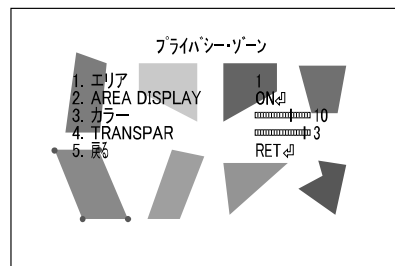 プライバシー・ゾーン
1. エリア 1
2. AREA DISPLAY ON⏎
3. カラー 10
4. TRANSPAR 3
5. 戻る RET⏎